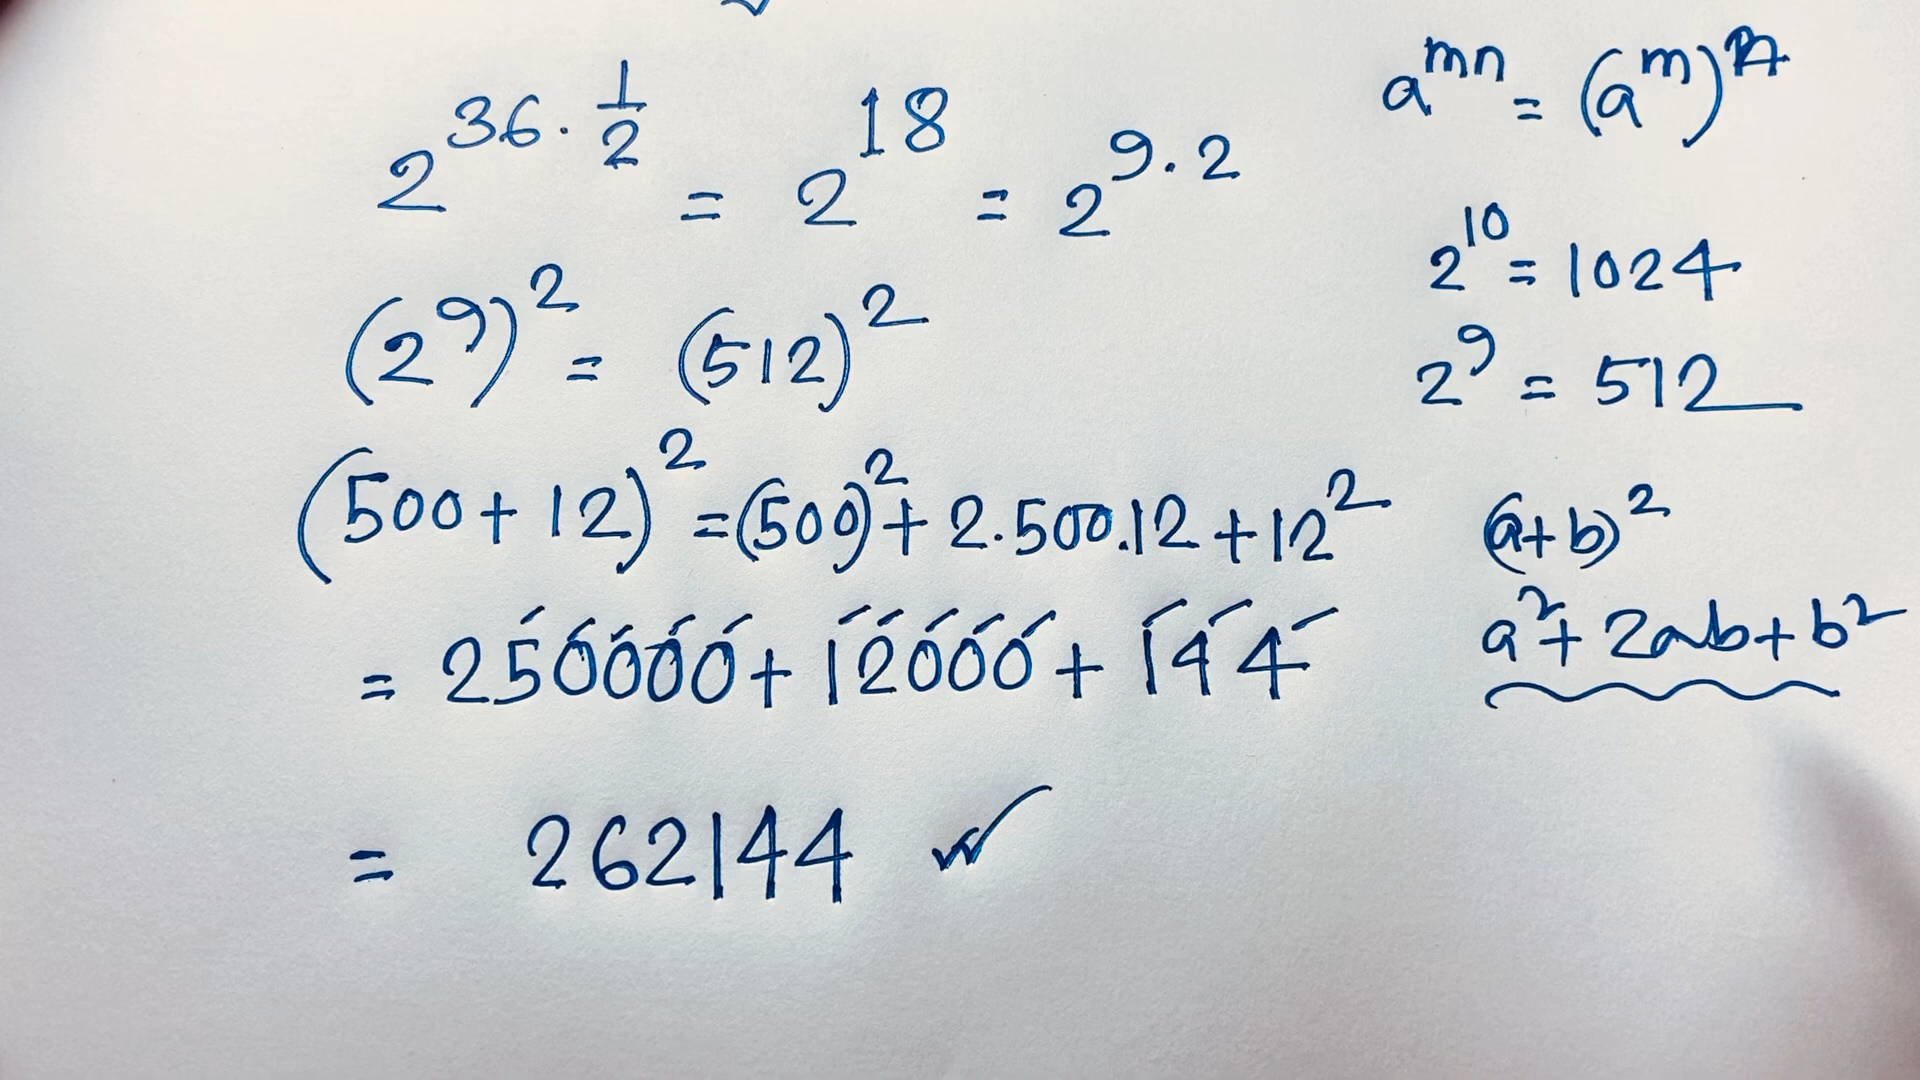 2^{36·\frac{1}{2}} = 2^{18} = 2^{9·2}
(2^9)^2 = (512)^2
(500+12)^2 = (500)^2 + 2·500.12 + 12^2
= 250000 + 12000 + 144
= 262144 ✓
a^{mn} = (a^m)^n
2^{10} = 1024
2^9 = 512
(a+b)^2
a^2 + 2ab + b^2